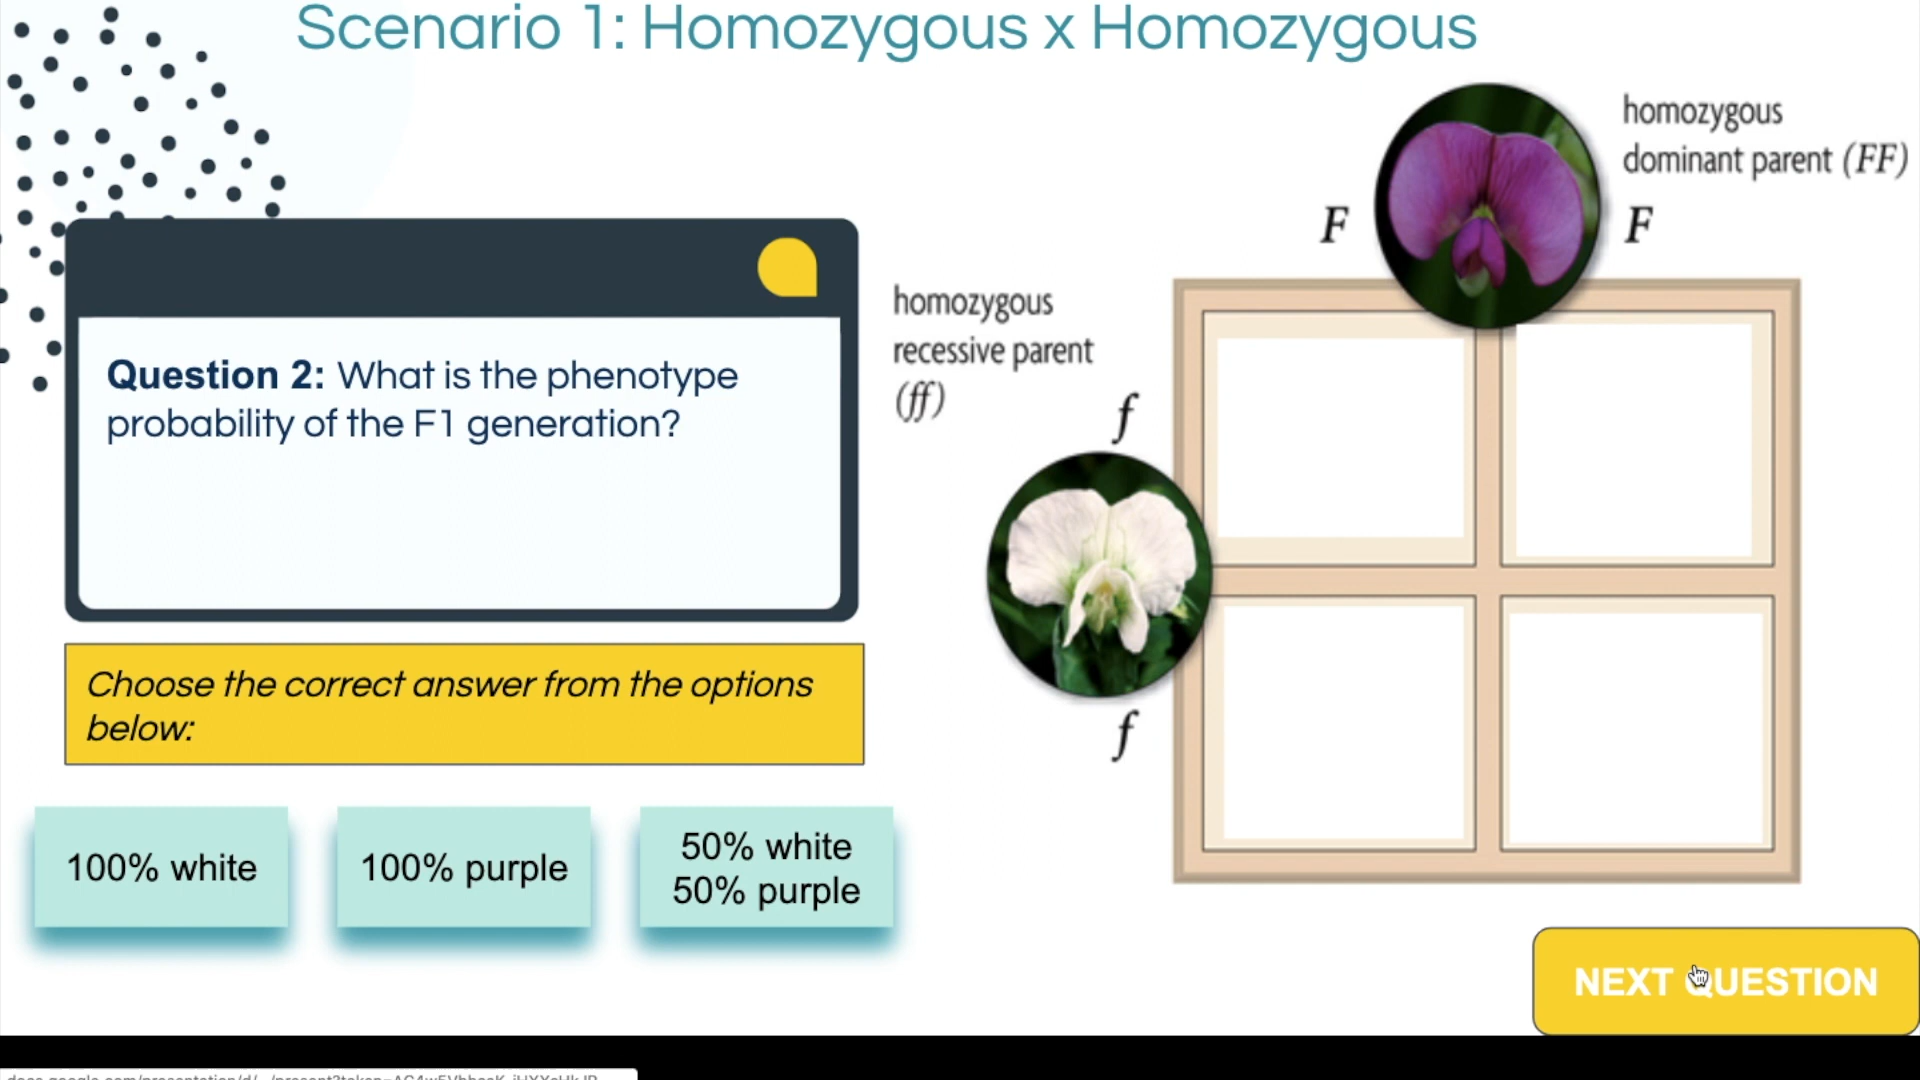 Scenario 1: Homozygous x Homozygous
homozygous
dominant parent (FF)
F
F
homozygous
recessive parent
(ff)
f
f
Question 2: What is the phenotype
probability of the F1 generation?
Choose the correct answer from the options
below:
100% white
100% purple
50% white
50% purple
NEXT QUESTION